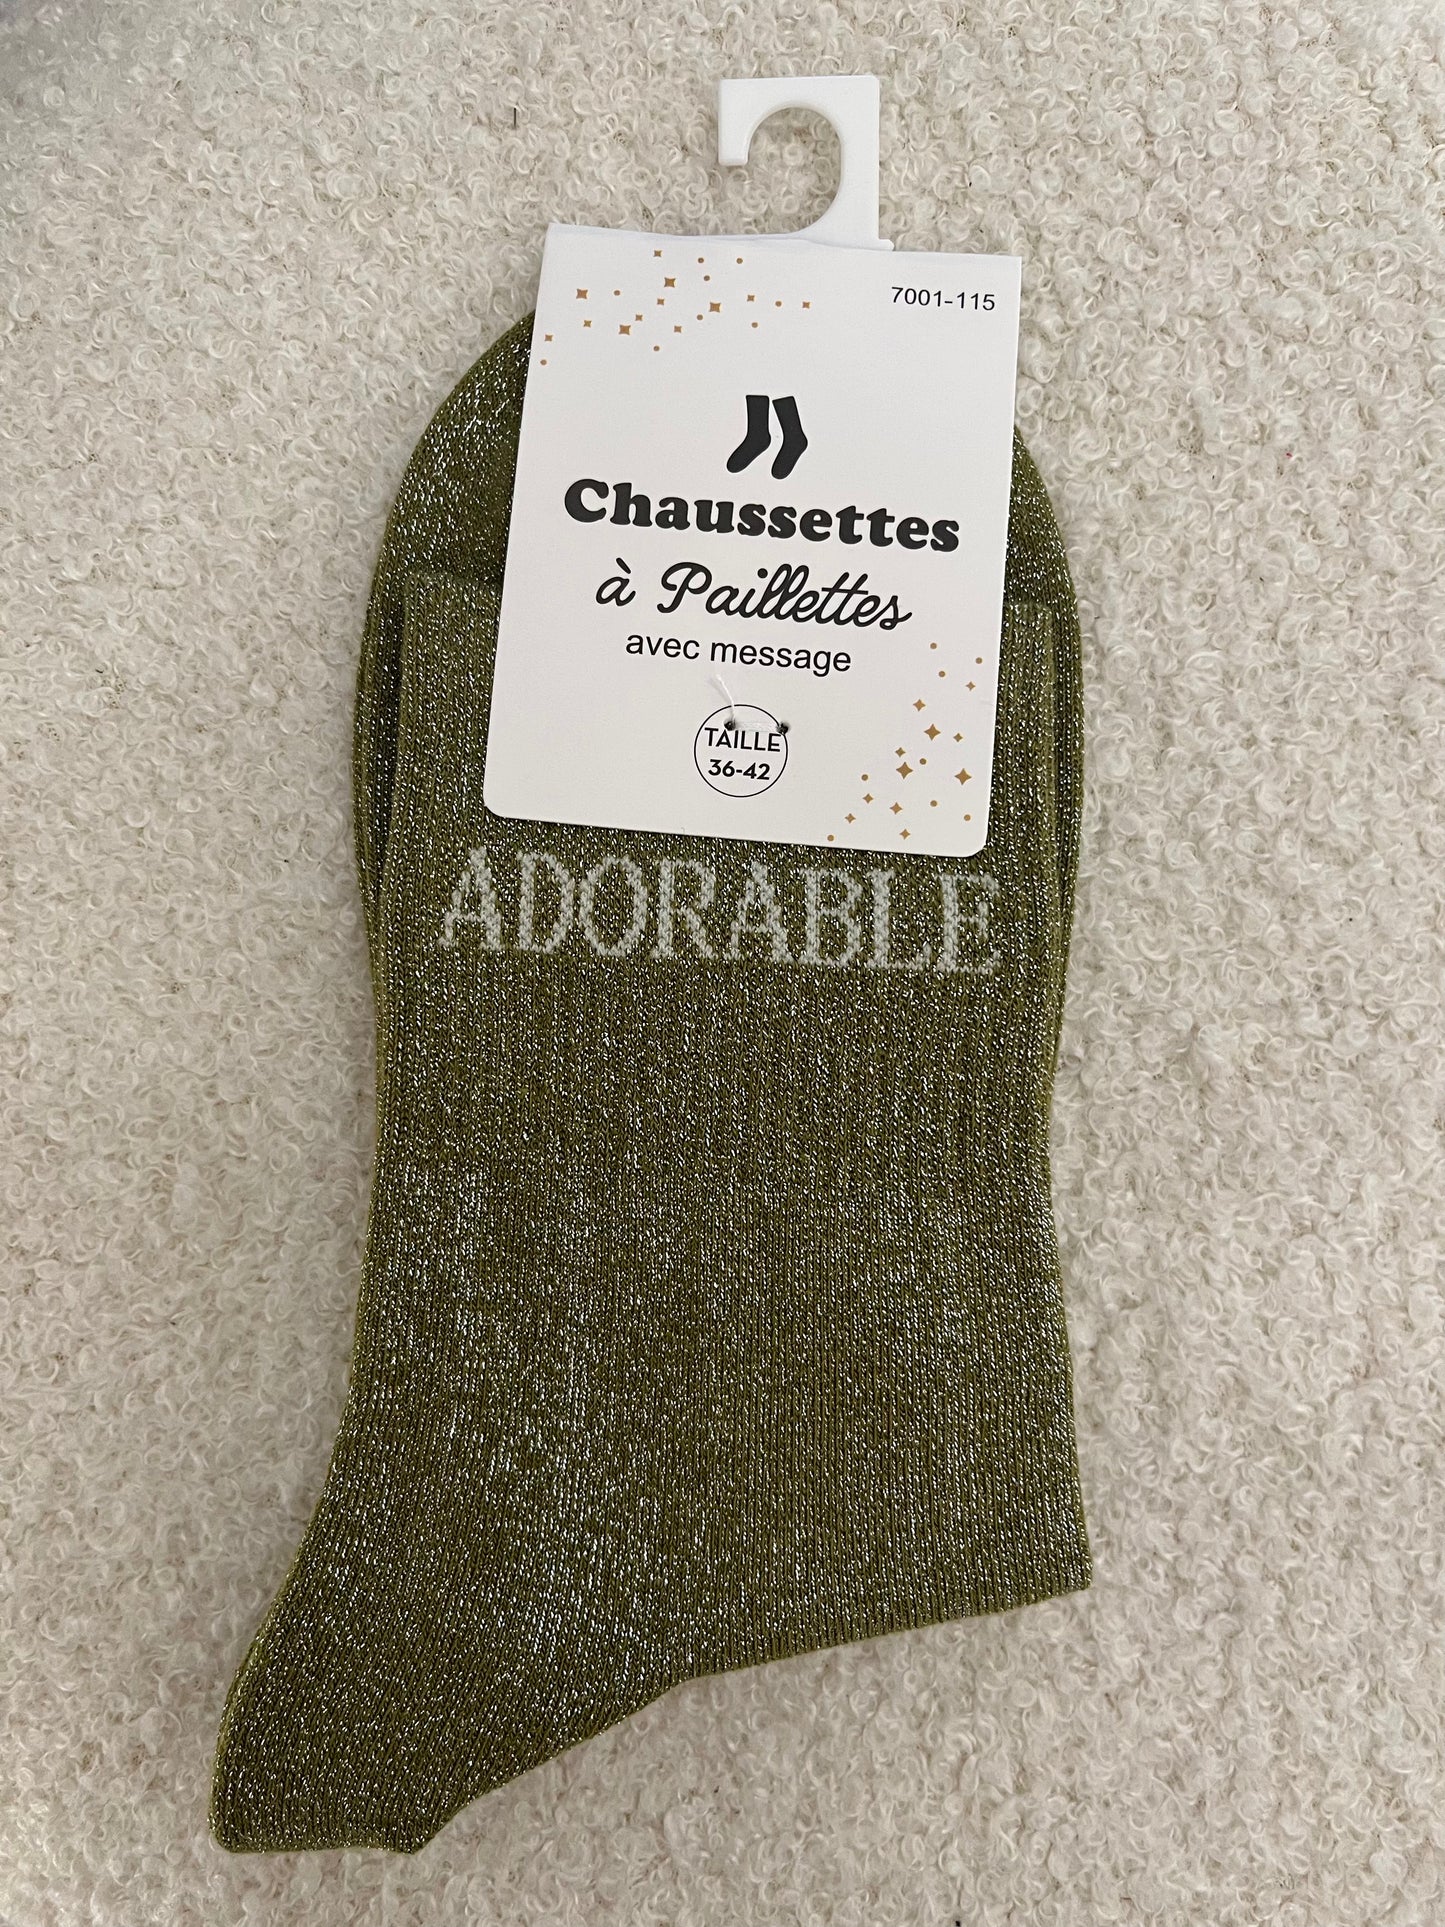 7001-115
Chaussettes
à Paillettes
avec message
TAILLE
36-42
ADORABLE